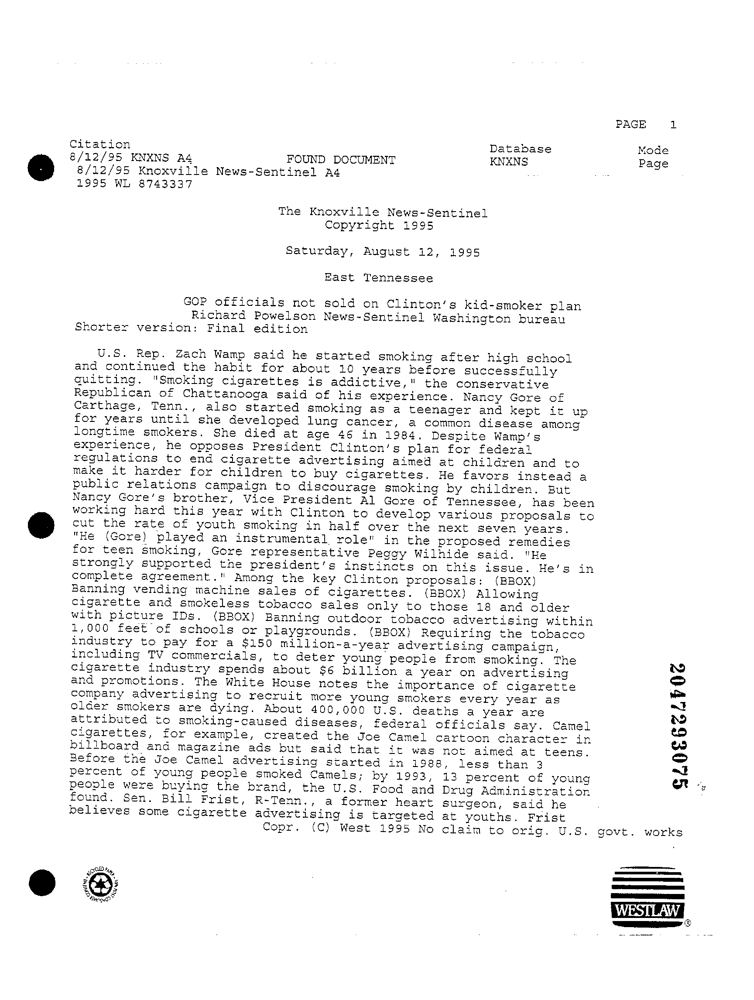 PAGE 1
Citation
Database
Mode
8/12/95 KNXNS A4
FOUND DOCUMENT
KNXNS
Page
8/12/95 Knoxville News-Sentinel A4
1995 WL 8743337
The Knoxville News-Sentinel
Copyright 1995
Saturday, August 12, 1995
East Tennessee
GOP officials not sold on Clinton's kid-smoker plan
Richard Powelson News-Sentinel Washington bureau
Shorter version: Final edition
U.S. Rep. Zach Wamp said he started smoking after high school
and continued the habit for about 10 years before successfully
quitting. "Smoking cigarettes is addictive," the conservative
Republican of Chattanooga said of his experience. Nancy Gore of
Carthage, Tenn., also started smoking as a teenager and kept it up
for years until she developed lung cancer, a common disease among
longtime smokers. She died at age 46 in 1984. Despite Wamp's
experience, he opposes President Clinton's plan for federal
regulations to end cigarette advertising aimed at children and to
make it harder for children to buy cigarettes. He favors instead a
public relations campaign to discourage smoking by children. But
Nancy Gore's brother, Vice President Al Gore of Tennessee, has been
working hard this year with Clinton to develop various proposals to
cut the rate of youth smoking in half over the next seven years.
"He (Gore) played an instrumental role" in the proposed remedies
for teen smoking, Gore representative Peggy Wilhide said. "He
strongly supported the president's instincts on this issue. He's in
complete agreement." Among the key Clinton proposals: (BBOX)
Banning vending machine sales of cigarettes. (BBOX) Allowing
cigarette and smokeless tobacco sales only to those 18 and older
with picture IDs. (BBOX) Banning outdoor tobacco advertising within
1,000 feet of schools or playgrounds. (BBOX) Requiring the tobacco
industry to pay for a $150 million-a-year advertising campaign,
including TV commercials, to deter young people from smoking. The
cigarette industry spends about $6 billion a year on advertising
and promotions. The White House notes the importance of cigarette
company advertising to recruit more young smokers every year as
older smokers are dying. About 400,000 U.S. deaths a year are
attributed to smoking-caused diseases, federal officials say. Camel
cigarettes, for example, created the Joe Camel cartoon character in
billboard and magazine ads but said that it was not aimed at teens.
Before the Joe Camel advertising started in 1988, less than 3
percent of young people smoked Camels; by 1993, 13 percent of young
people were buying the brand, the U.S. Food and Drug Administration
found. Sen. Bill Frist, R-Tenn., a former heart surgeon, said he
believes some cigarette advertising is targeted at youths. Frist
Copr. (C) West 1995 No claim to orig. U.S. govt. works
2047293075
WESTLAW
®